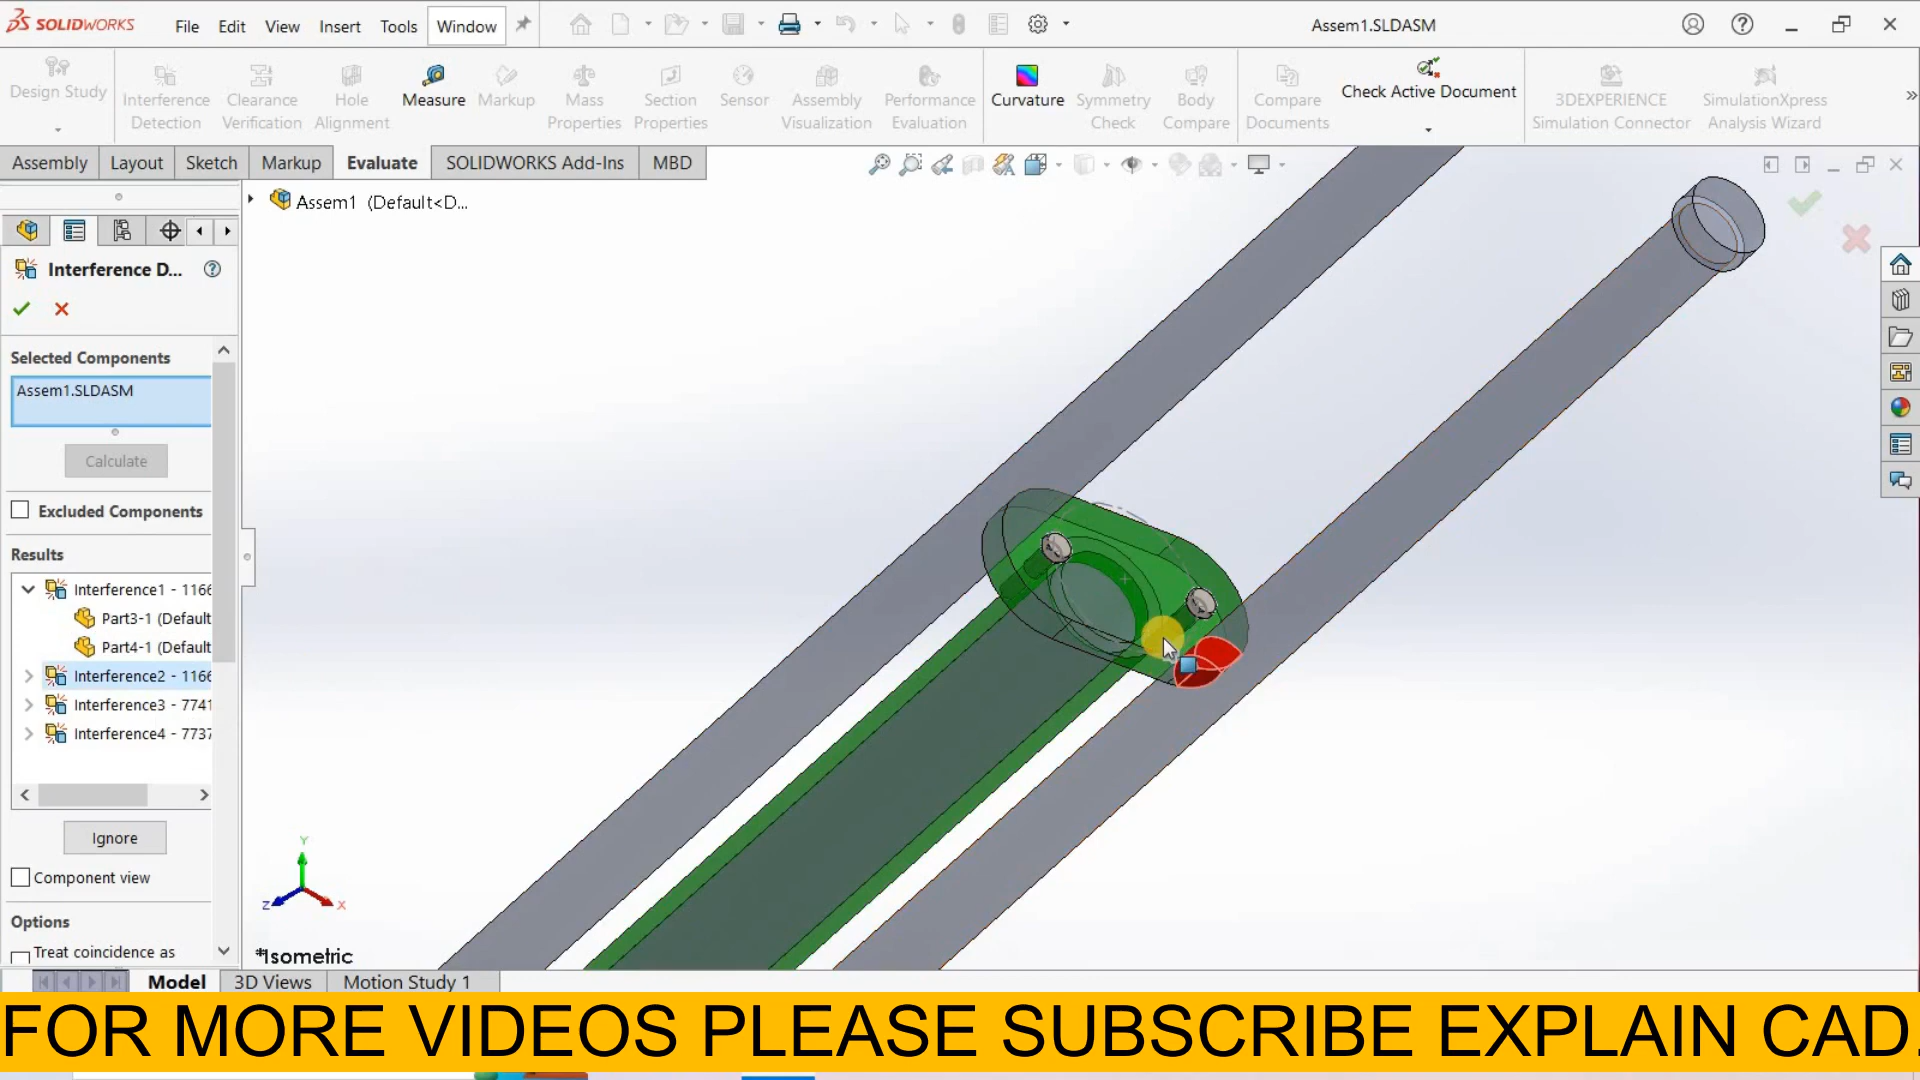 SOLIDWORKS File Edit View Insert Tools Window Assem1.SLDASM
Design Study
Interference Detection
Clearance Verification
Hole Alignment
Measure
Markup
Mass Properties
Section Properties
Sensor
Assembly Visualization
Performance Evaluation
Curvature
Symmetry Check
Body Compare
Compare Documents
Check Active Document
3DEXPERIENCE Simulation Connector
SimulationXpress Analysis Wizard
Assembly Layout Sketch Markup Evaluate SOLIDWORKS Add-Ins MBD
Assem1 (Default<D...
Interference D...
Selected Components
Assem1.SLDASM
Calculate
Excluded Components
Results
Interference1 - 1166
Part3-1 (Default
Part4-1 (Default
Interference2 - 1166
Interference3 - 7741
Interference4 - 7737
Ignore
Component view
Options
Treat coincidence as
Y
Z
X
*Isometric
Model 3D Views Motion Study 1
FOR MORE VIDEOS PLEASE SUBSCRIBE EXPLAIN CAD.